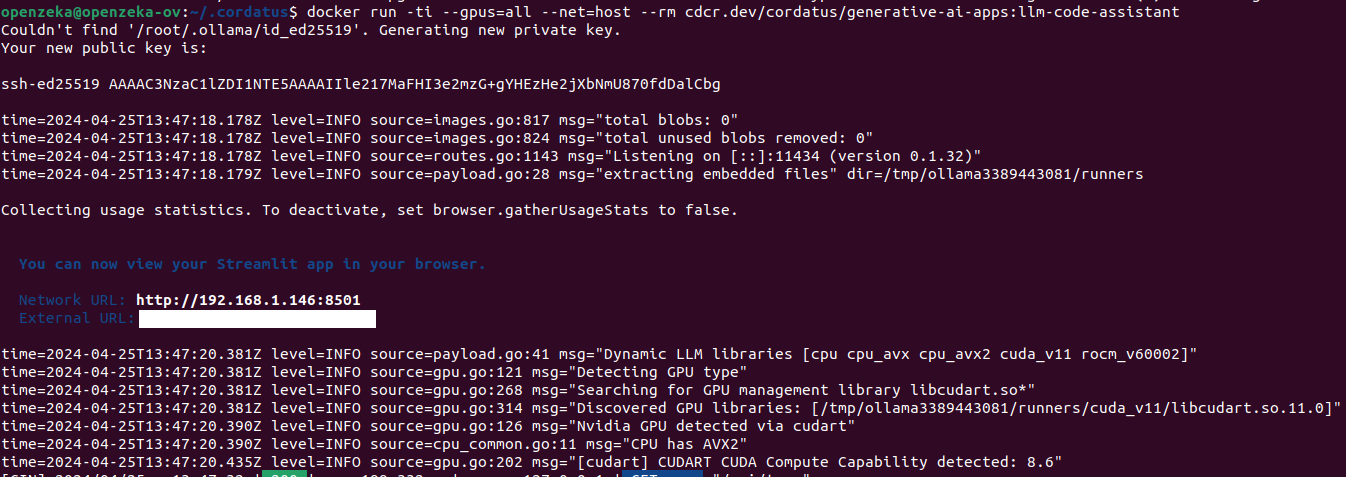 openzeka@openzeka-ov:~/.cordatus$ docker run -ti --gpus=all --net=host --rm cdcr.dev/cordatus/generative-ai-apps:llm-code-assistant
Couldn't find '/root/.ollama/id_ed25519'. Generating new private key.
Your new public key is:
ssh-ed25519 AAAAC3NzaC1lZDI1NTE5AAAAIIle217MaFHI3e2mzG+gYHEzHe2jXbNmU870fdDalCbg
time=2024-04-25T13:47:18.178Z level=INFO source=images.go:817 msg="total blobs: 0"
time=2024-04-25T13:47:18.178Z level=INFO source=images.go:824 msg="total unused blobs removed: 0"
time=2024-04-25T13:47:18.178Z level=INFO source=routes.go:1143 msg="Listening on [::]:11434 (version 0.1.32)"
time=2024-04-25T13:47:18.179Z level=INFO source=payload.go:28 msg="extracting embedded files" dir=/tmp/ollama3389443081/runners
Collecting usage statistics. To deactivate, set browser.gatherUsageStats to false.
You can now view your Streamlit app in your browser.
Network URL: http://192.168.1.146:8501
External URL:
time=2024-04-25T13:47:20.381Z level=INFO source=payload.go:41 msg="Dynamic LLM libraries [cpu cpu_avx cpu_avx2 cuda_v11 rocm_v60002]"
time=2024-04-25T13:47:20.381Z level=INFO source=gpu.go:121 msg="Detecting GPU type"
time=2024-04-25T13:47:20.381Z level=INFO source=gpu.go:268 msg="Searching for GPU management library libcudart.so*"
time=2024-04-25T13:47:20.381Z level=INFO source=gpu.go:314 msg="Discovered GPU libraries: [/tmp/ollama3389443081/runners/cuda_v11/libcudart.so.11.0]"
time=2024-04-25T13:47:20.390Z level=INFO source=gpu.go:126 msg="Nvidia GPU detected via cudart"
time=2024-04-25T13:47:20.390Z level=INFO source=cpu_common.go:11 msg="CPU has AVX2"
time=2024-04-25T13:47:20.435Z level=INFO source=gpu.go:202 msg="[cudart] CUDART CUDA Compute Capability detected: 8.6"